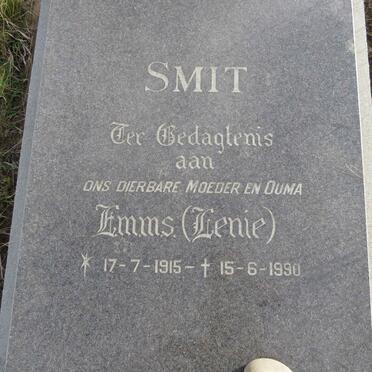 SMIT
Ter Gedagtenis
aan
ONS DIERBARE MOEDER EN OUMA
Emms. (Lenie)
* 17-7-1915 - † 15-6-1990